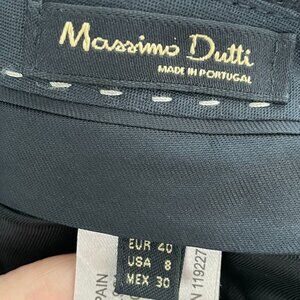 Massimo Dutti
MADE IN PORTUGAL
EUR 40
USA 8
MEX 30